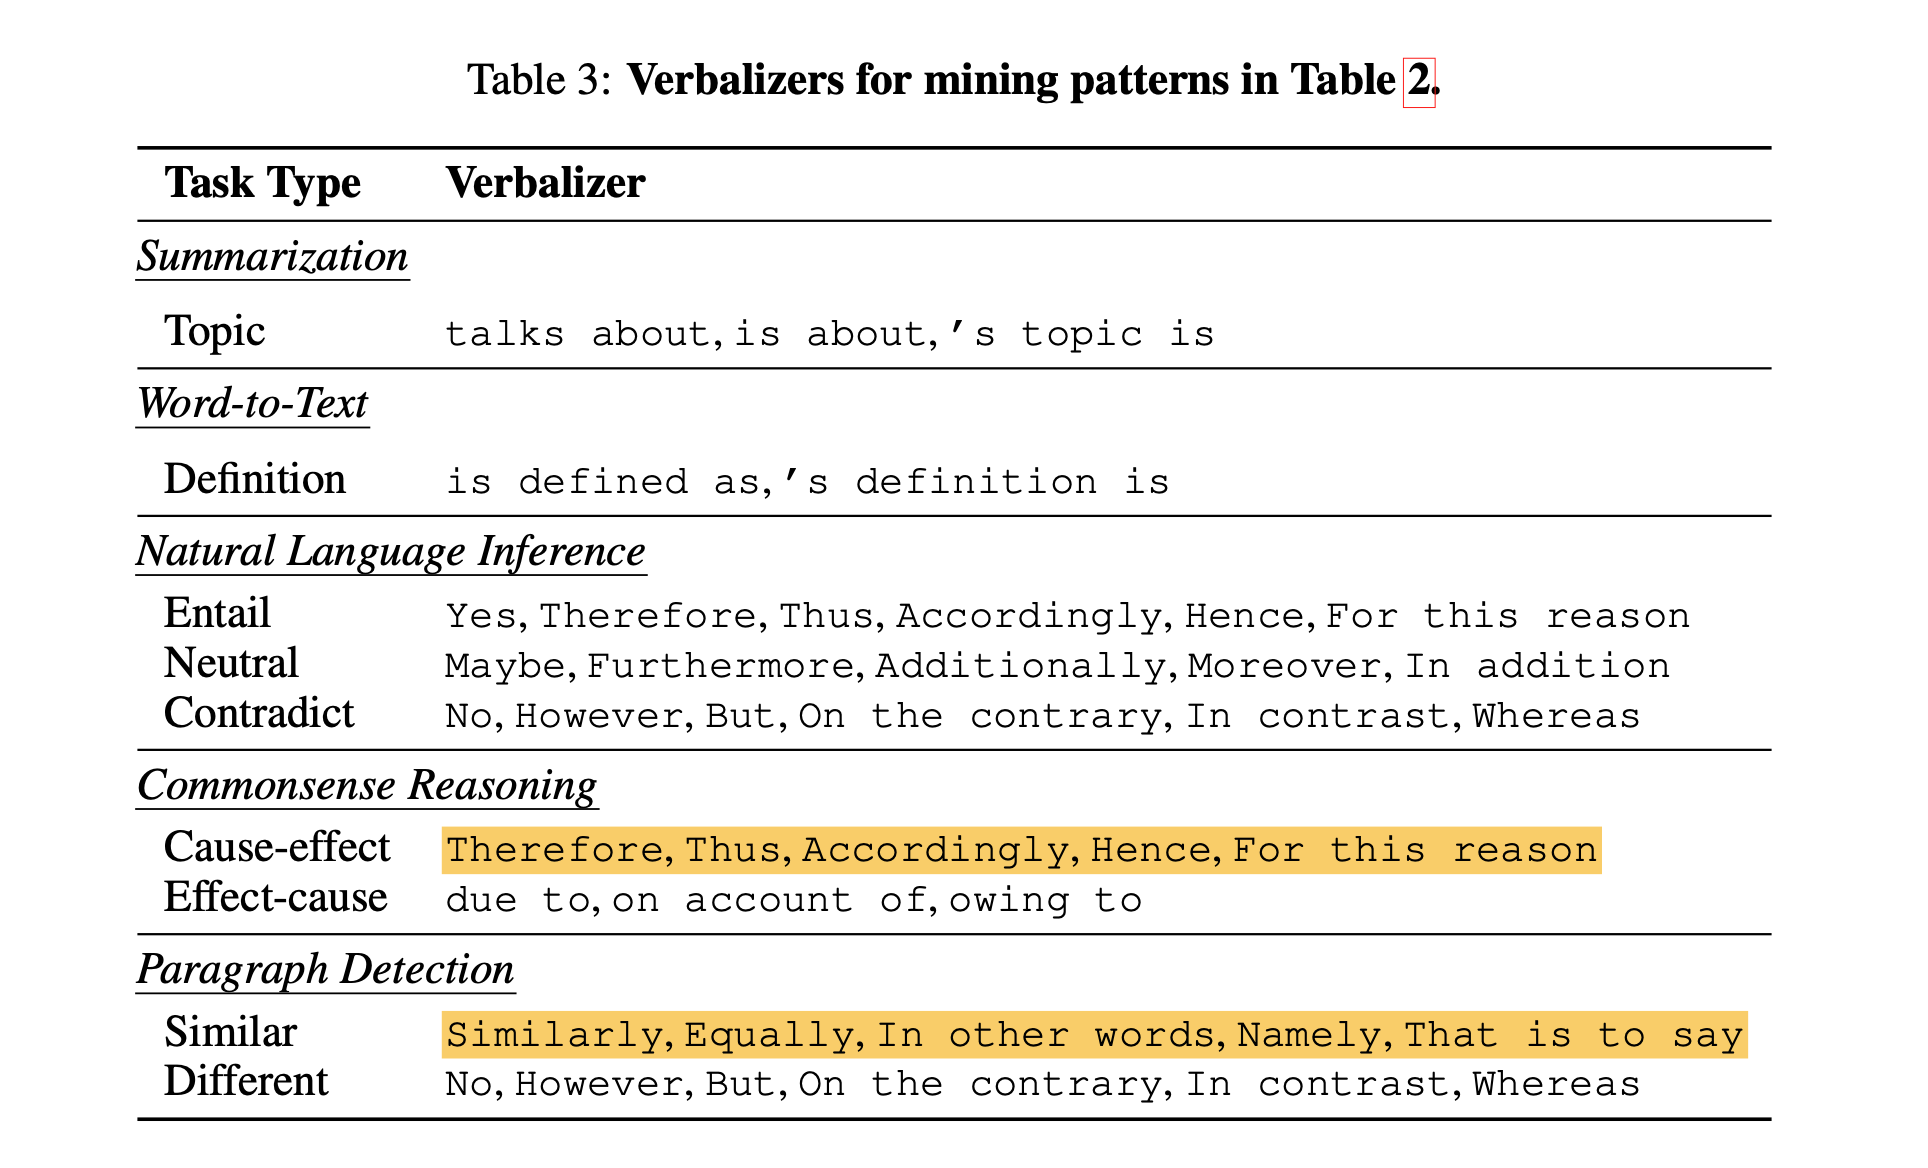 Table 3: Verbalizers for mining patterns in Table 2.
Task Type Verbalizer
Summarization
Topic talks about, is about, ’s topic is
Word-to-Text
Definition is defined as, ’s definition is
Natural Language Inference
Entail Yes, Therefore, Thus, Accordingly, Hence, For this reason
Neutral Maybe, Furthermore, Additionally, Moreover, In addition
Contradict No, However, But, On the contrary, In contrast, Whereas
Commonsense Reasoning
Cause-effect Therefore, Thus, Accordingly, Hence, For this reason
Effect-cause due to, on account of, owing to
Paragraph Detection
Similar Similarly, Equally, In other words, Namely, That is to say
Different No, However, But, On the contrary, In contrast, Whereas